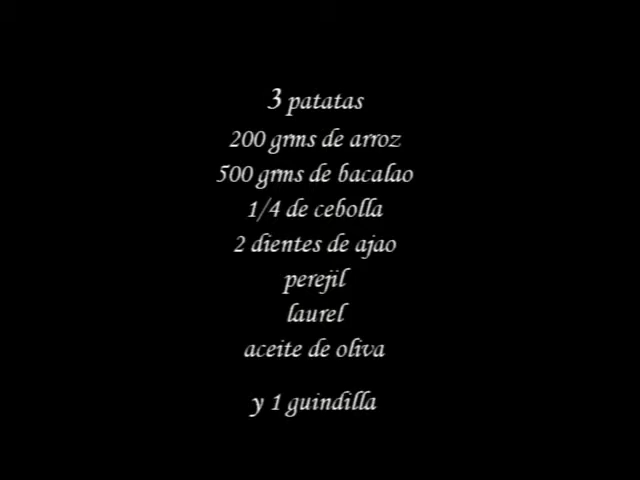 3 patatas
200 grms de arroz
500 grms de bacalao
1/4 de cebolla
2 dientes de ajao
perejil
laurel
aceite de oliva
y 1 guindilla